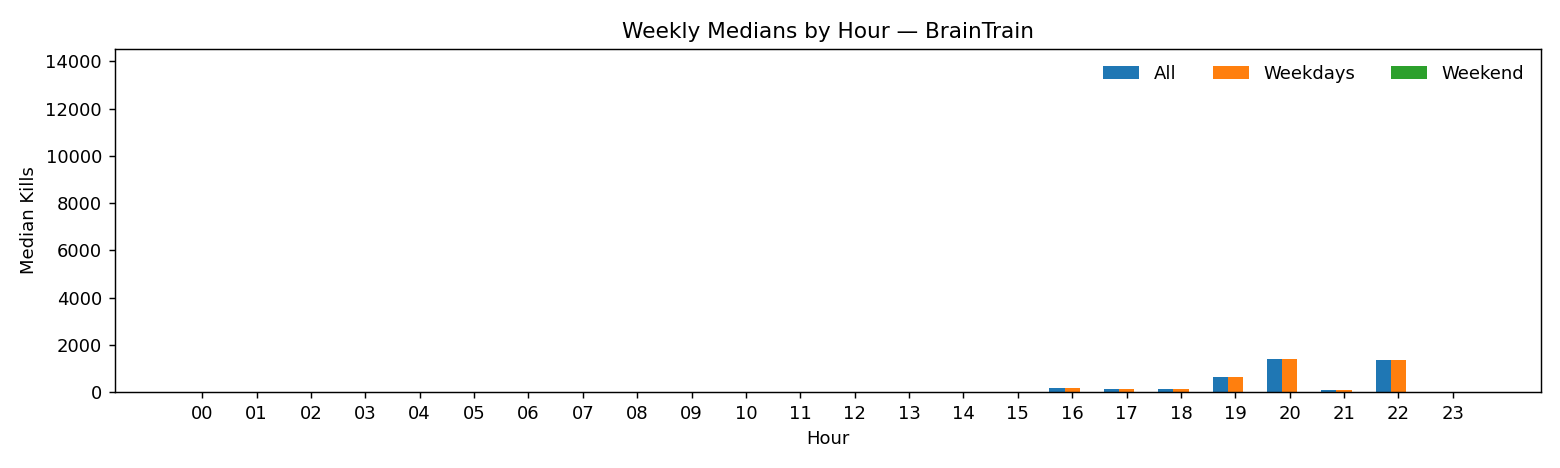 Weekly Medians by Hour — BrainTrain
All Weekdays Weekend
14000
12000
10000
8000
6000
4000
2000
0
Median Kills
00 01 02 03 04 05 06 07 08 09 10 11 12 13 14 15 16 17 18 19 20 21 22 23
Hour